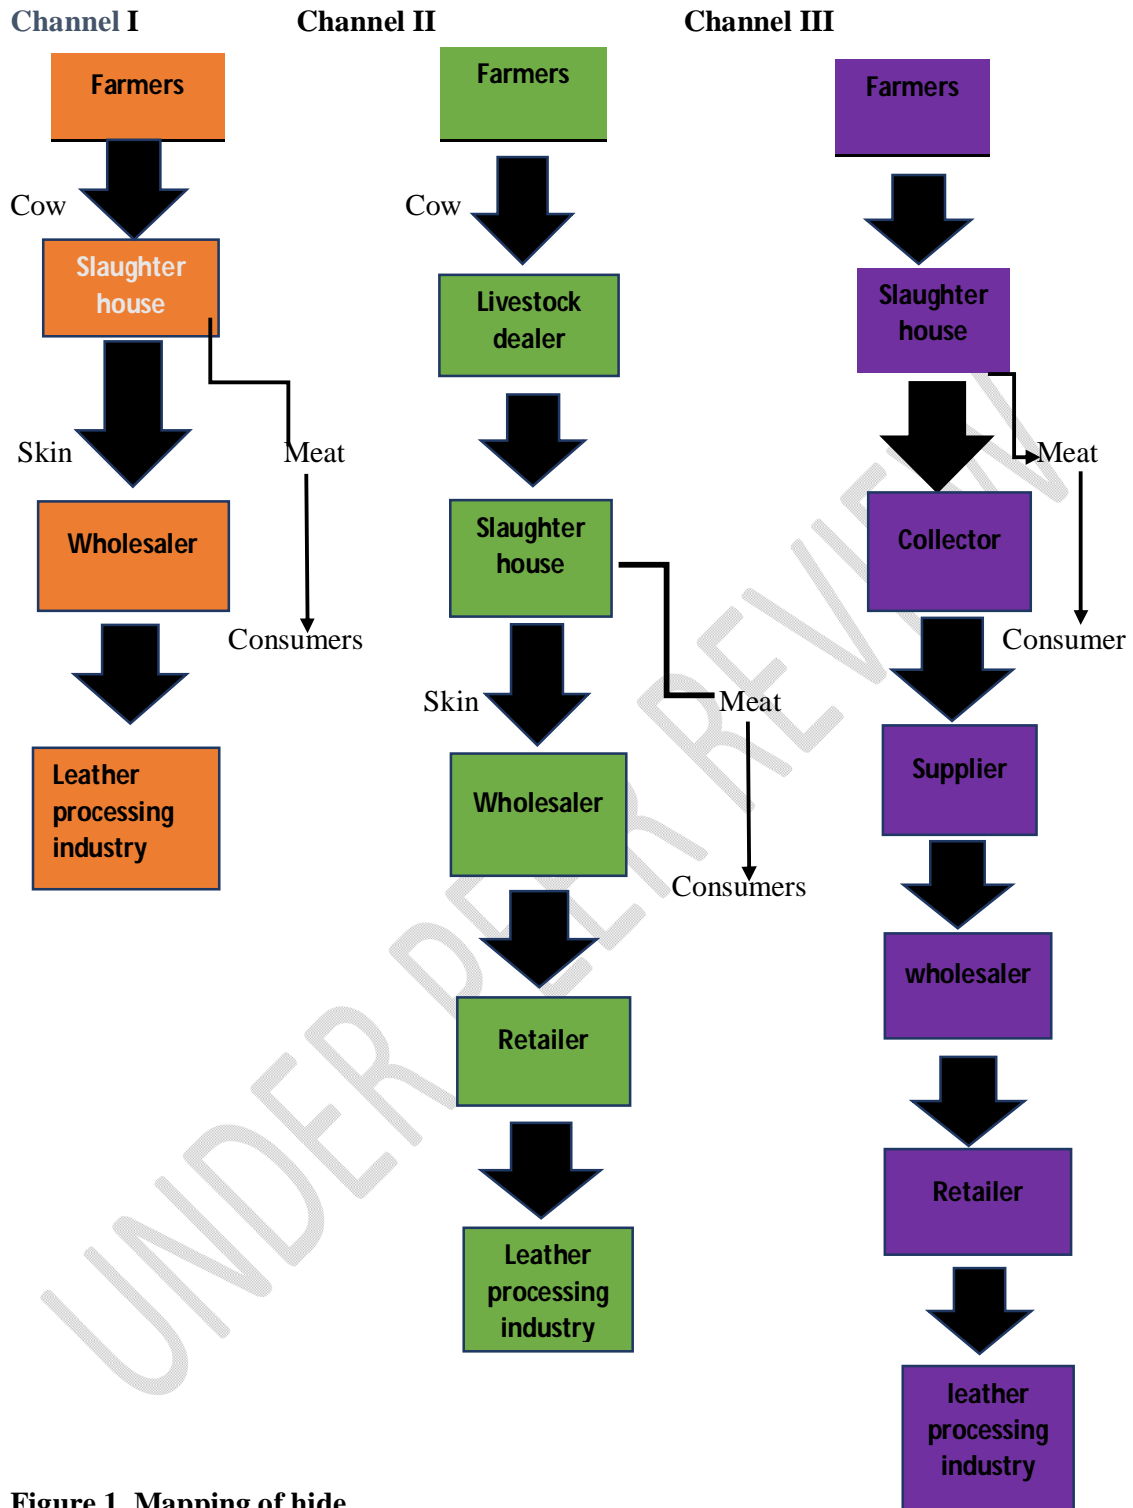 Channel I
Farmers
Cow
Slaughter
house
Skin
Meat
Wholesaler
Consumers
Leather
processing
industry
Channel II
Farmers
Cow
Livestock
dealer
Slaughter
house
Skin
Meat
Wholesaler
Consumers
Retailer
Leather
processing
industry
Channel III
Farmers
Slaughter
house
Meat
Collector
Consumer
Supplier
wholesaler
Retailer
leather
processing
industry
UNDER PEER REVIEW
Figure 1. Mapping of hide